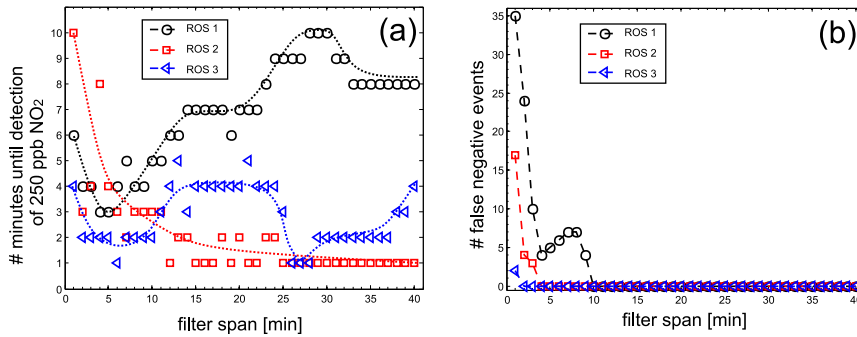 (a)
ROS 1
ROS 2
ROS 3
# minutes until detection
of 250 ppb NO2
10
9
8
7
6
5
4
3
2
1
0
0 5 10 15 20 25 30 35 40
filter span [min]
(b)
ROS 1
ROS 2
ROS 3
# false negative events
35
30
25
20
15
10
5
0
0 5 10 15 20 25 30 35 40
filter span [min]